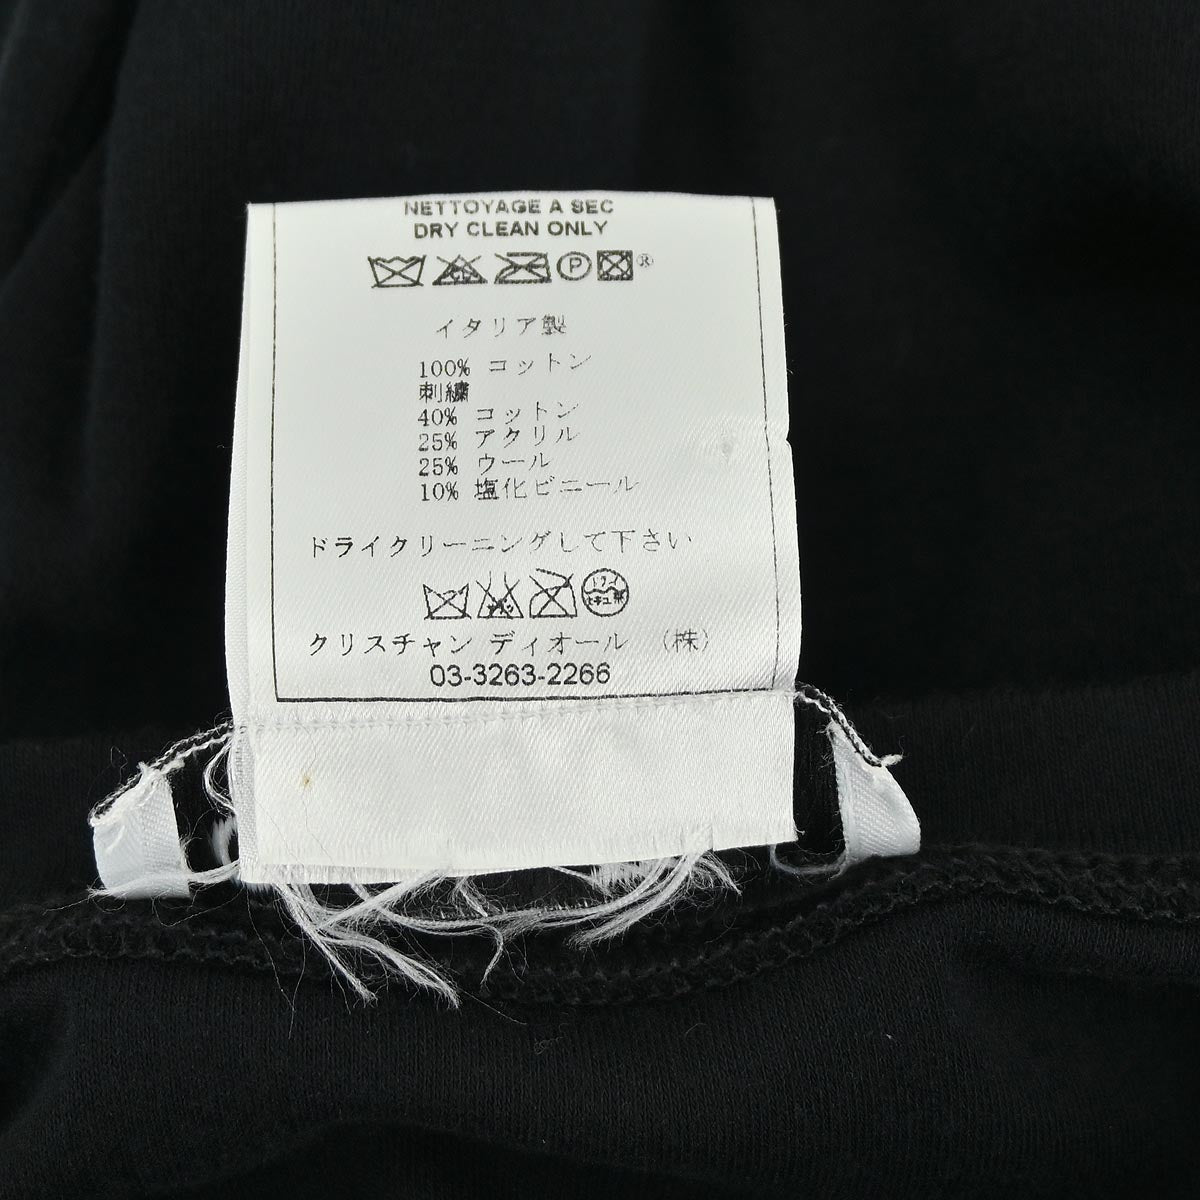 NETTOYAGE A SEC
DRY CLEAN ONLY
CL P ®
イタリア製
100% コットン
刺繍
40% コットン
25% アクリル
25% ウール
10% 塩化ビニール
ドライクリーニングして下さい
クリスチャン ディオール (株)
03-3263-2266